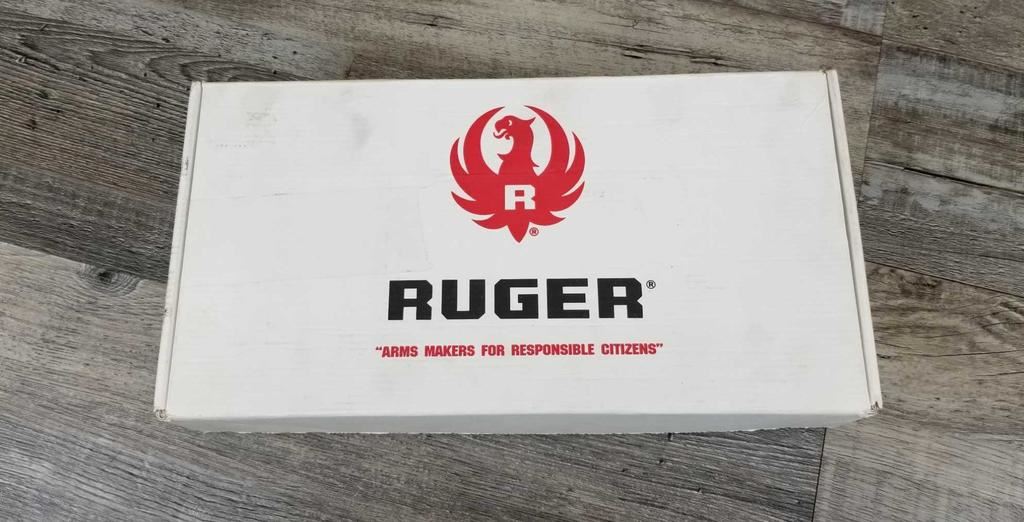 R®
RUGER®
"ARMS MAKERS FOR RESPONSIBLE CITIZENS"